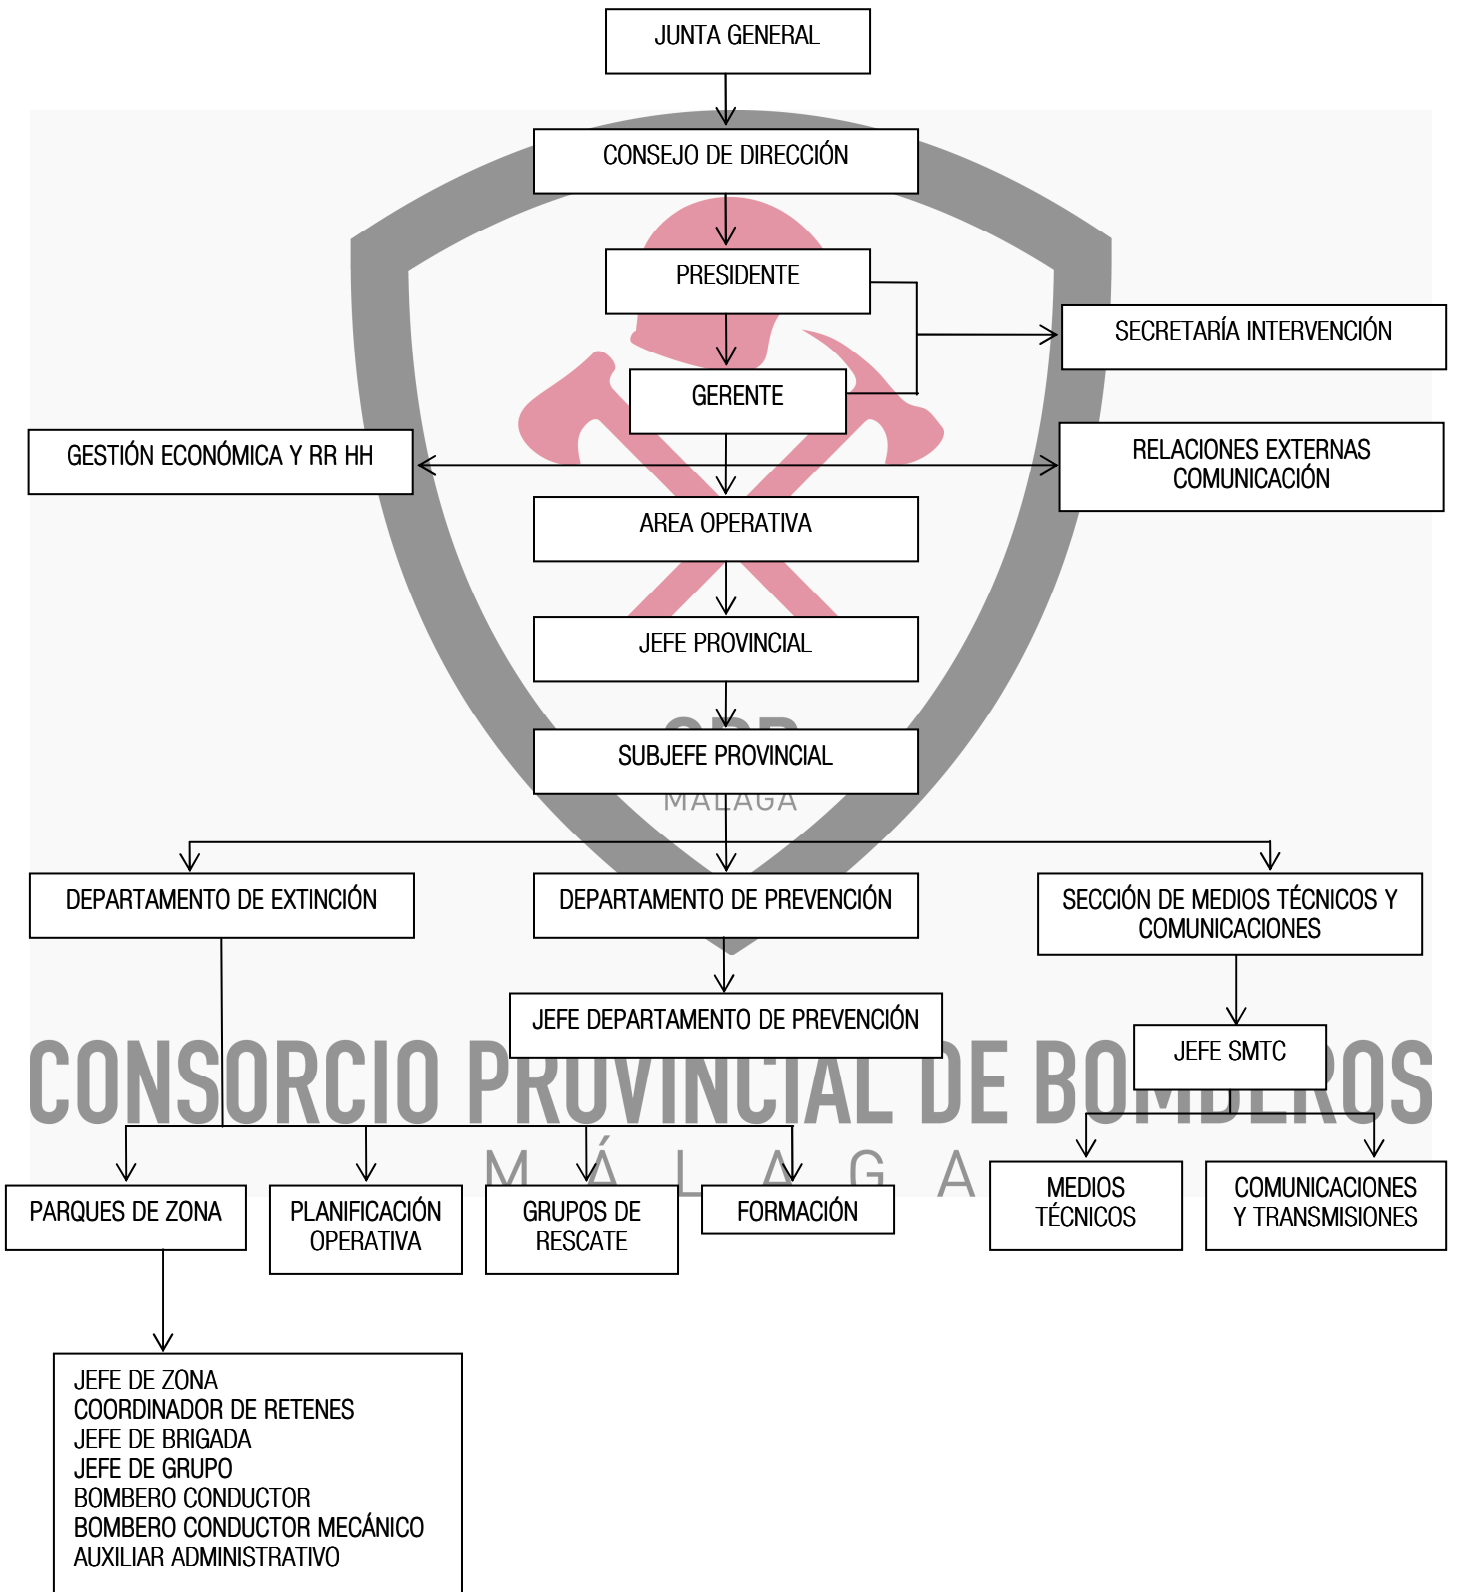 JUNTA GENERAL
CONSEJO DE DIRECCIÓN
PRESIDENTE
SECRETARÍA INTERVENCIÓN
GERENTE
GESTIÓN ECONÓMICA Y RR HH
RELACIONES EXTERNAS
COMUNICACIÓN
AREA OPERATIVA
JEFE PROVINCIAL
SUBJEFE PROVINCIAL
MÁLAGA
DEPARTAMENTO DE EXTINCIÓN
DEPARTAMENTO DE PREVENCIÓN
SECCIÓN DE MEDIOS TÉCNICOS Y
COMUNICACIONES
JEFE DEPARTAMENTO DE PREVENCIÓN
JEFE SMTC
CONSORCIO PROVINCIAL DE BOMBEROS
MÁLAGA
PARQUES DE ZONA
PLANIFICACIÓN
OPERATIVA
GRUPOS DE
RESCATE
FORMACIÓN
MEDIOS
TÉCNICOS
COMUNICACIONES
Y TRANSMISIONES
JEFE DE ZONA
COORDINADOR DE RETENES
JEFE DE BRIGADA
JEFE DE GRUPO
BOMBERO CONDUCTOR
BOMBERO CONDUCTOR MECÁNICO
AUXILIAR ADMINISTRATIVO